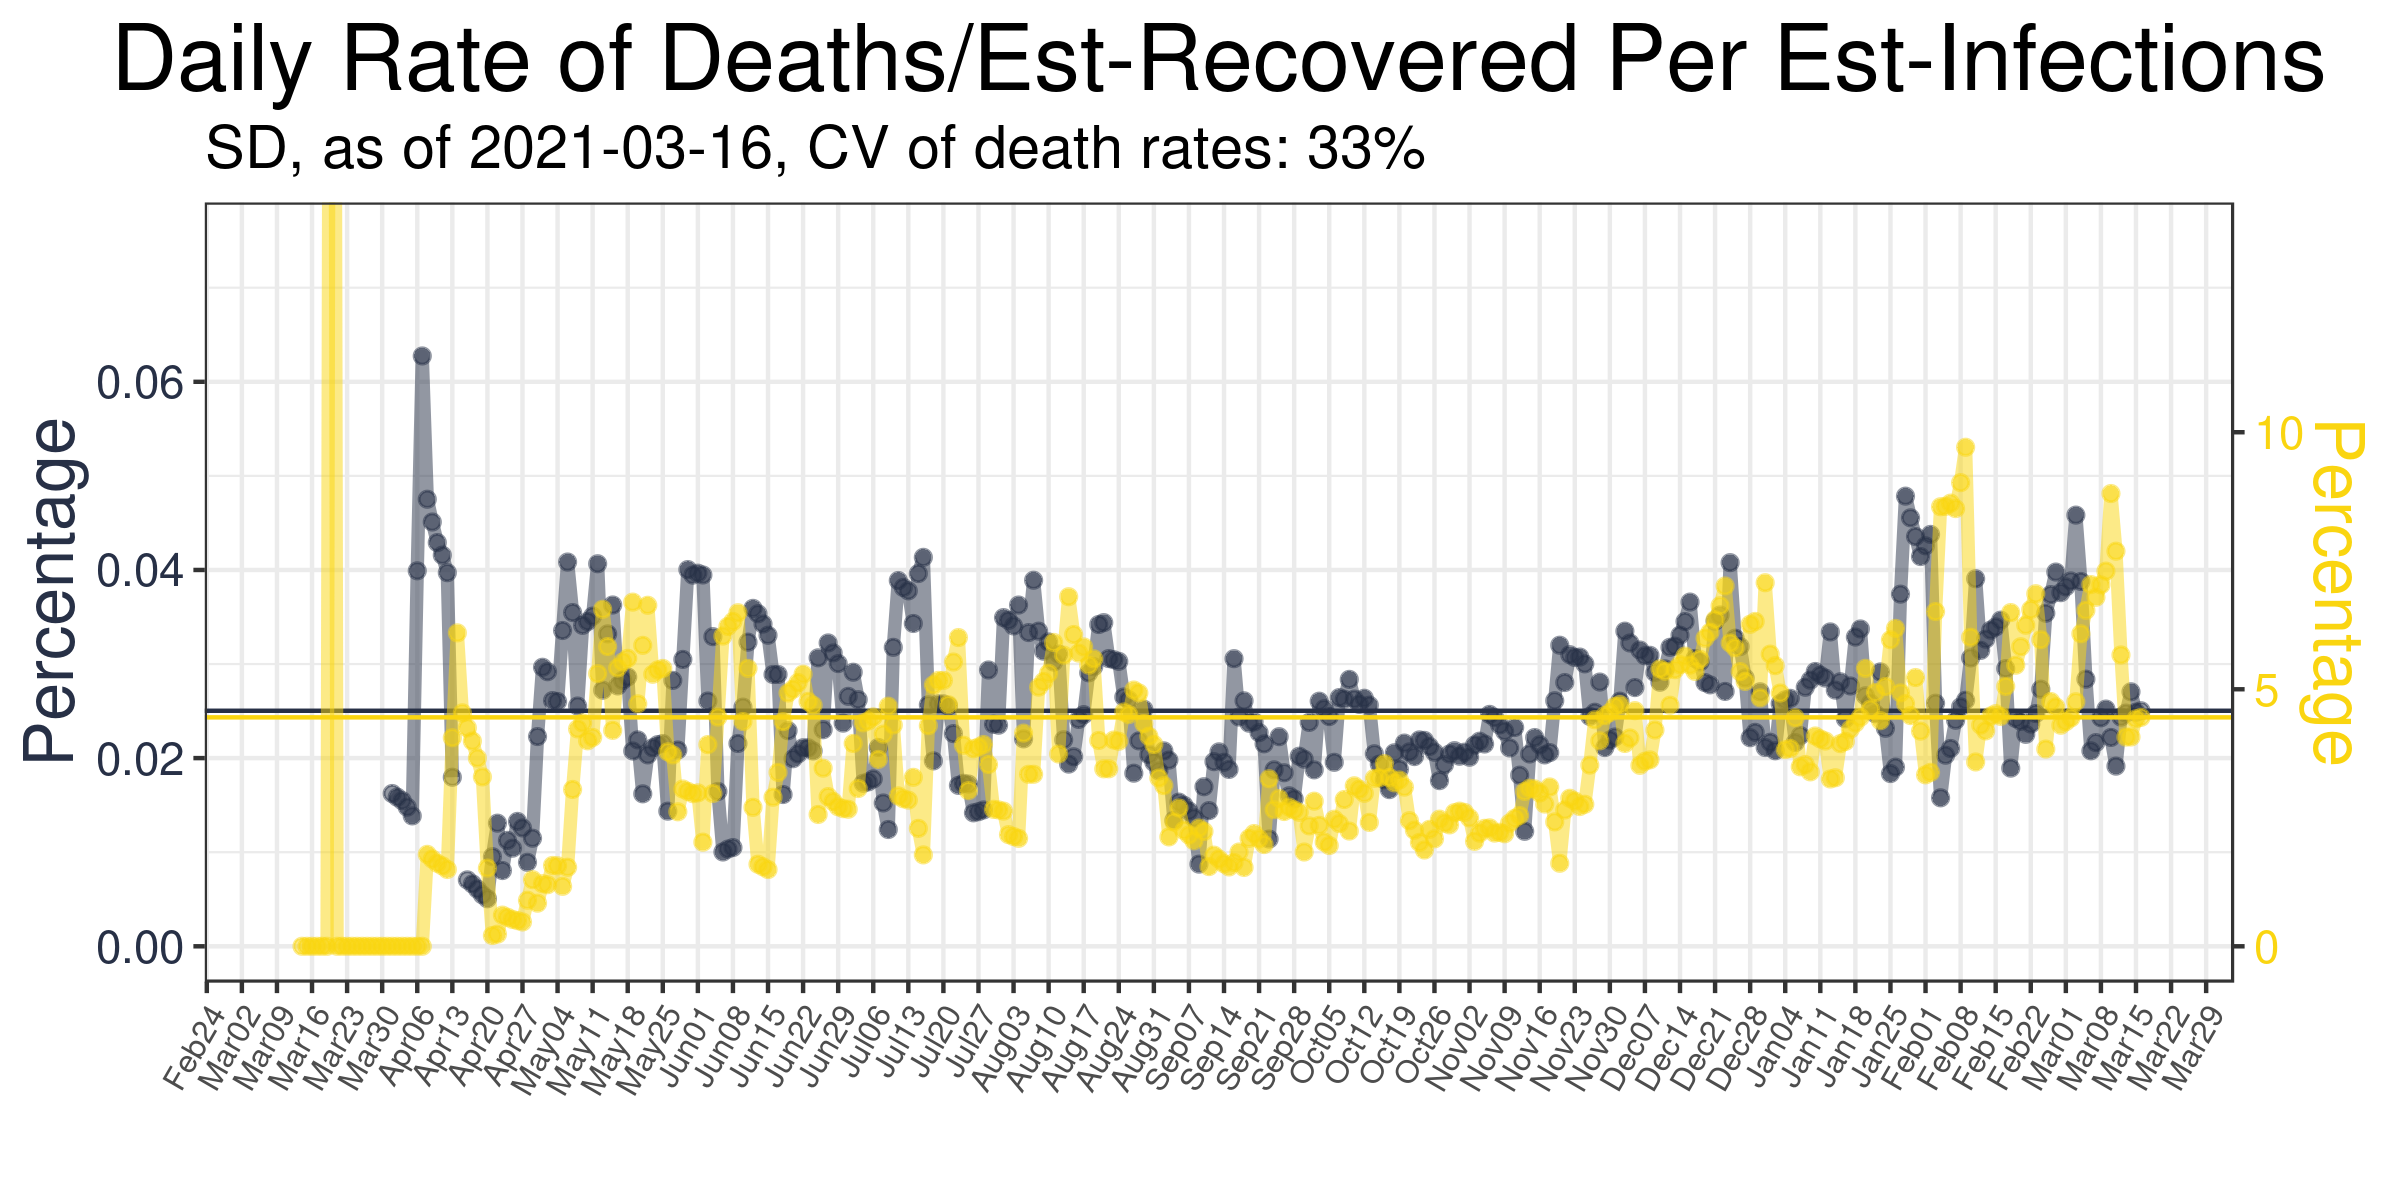 Daily Rate of Deaths/Est-Recovered Per Est-Infections
SD, as of 2021-03-16, CV of death rates: 33%
Percentage
0.06
0.04
0.02
0.00
10
5
0
Percentage
Feb24 Mar02 Mar09 Mar16 Mar23 Mar30 Apr06 Apr13 Apr20 Apr27 May04 May11 May18 May25 Jun01 Jun08 Jun15 Jun22 Jun29 Jul06 Jul13 Jul20 Jul27 Aug03 Aug10 Aug17 Aug24 Aug31 Sep07 Sep14 Sep21 Sep28 Oct05 Oct12 Oct19 Oct26 Nov02 Nov09 Nov16 Nov23 Nov30 Dec07 Dec14 Dec21 Dec28 Jan04 Jan11 Jan18 Jan25 Feb01 Feb08 Feb15 Feb22 Mar01 Mar08 Mar15 Mar22 Mar29